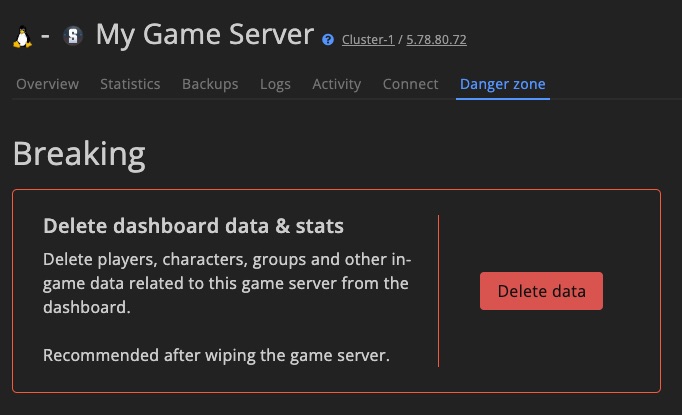 - My Game Server ? Cluster-1 / 5.78.80.72
Overview Statistics Backups Logs Activity Connect Danger zone
Breaking
Delete dashboard data & stats
Delete players, characters, groups and other in-
game data related to this game server from the
dashboard.
Recommended after wiping the game server.
Delete data